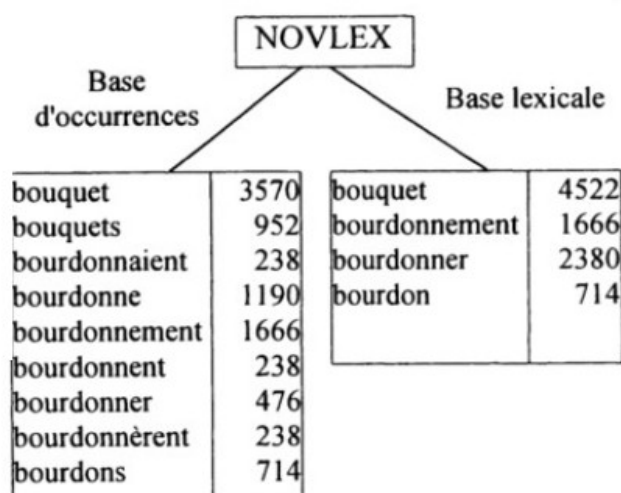 NOVLEX
Base
d'occurrences
Base lexicale
bouquet 3570
bouquets 952
bourdonnaient 238
bourdonne 1190
bourdonnement 1666
bourdonnent 238
bourdonner 476
bourdonnèrent 238
bourdons 714
bouquet 4522
bourdonnement 1666
bourdonner 2380
bourdon 714